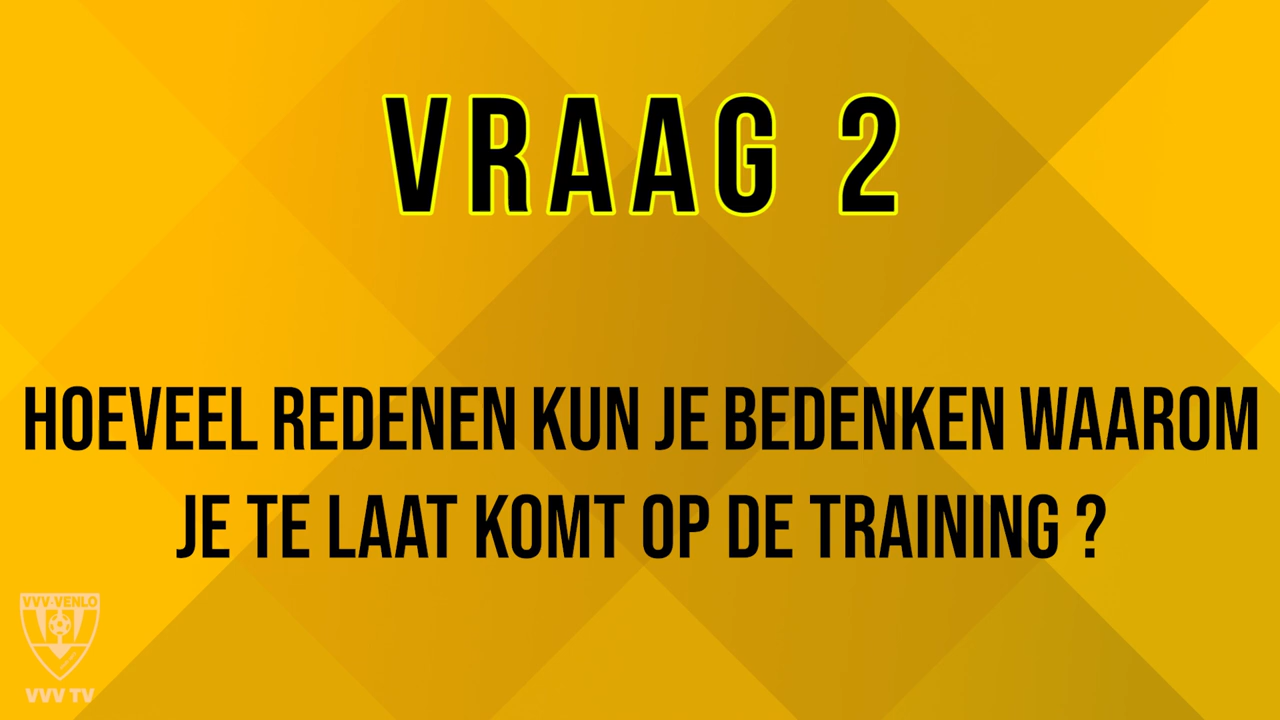 VRAAG 2
HOEVEEL REDENEN KUN JE BEDENKEN WAAROM
JE TE LAAT KOMT OP DE TRAINING ?
VVV-VENLO
VVV TV